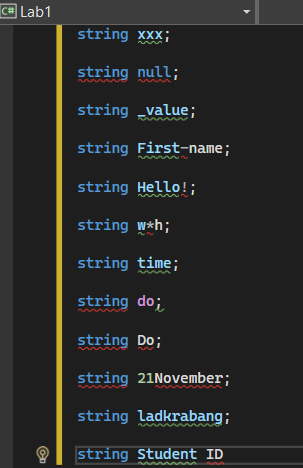 C# Lab1
string xxx;
string null;
string _value;
string First-name;
string Hello!;
string w*h;
string time;
string do;
string Do;
string 21November;
string ladkrabang;
string Student ID